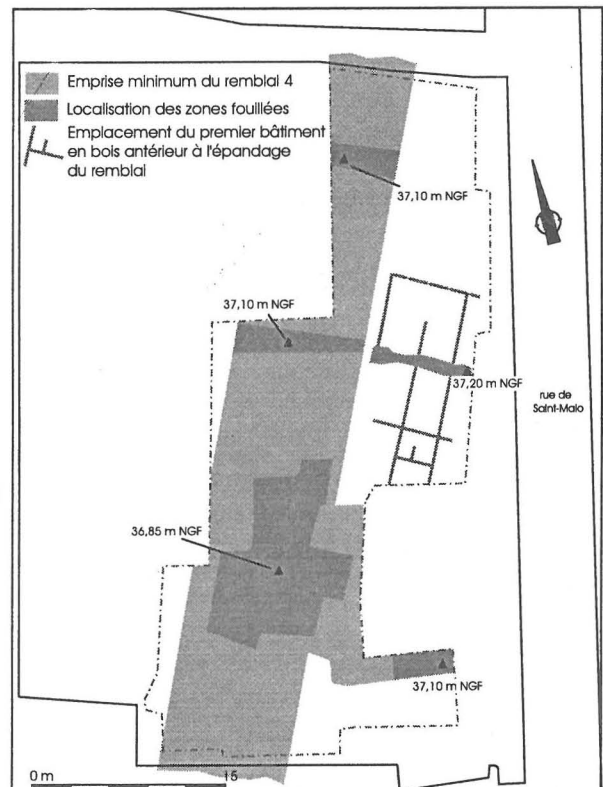 Emprise minimum du remblai 4
Localisation des zones fouillées
Emplacement du premier bâtiment
en bois antérieur à l'épandage
du remblai
37,10 m NGF
37,10 m NGF
37,20 m NGF
rue de
Saint-Malo
36,85 m NGF
37,10 m NGF
0 m
15